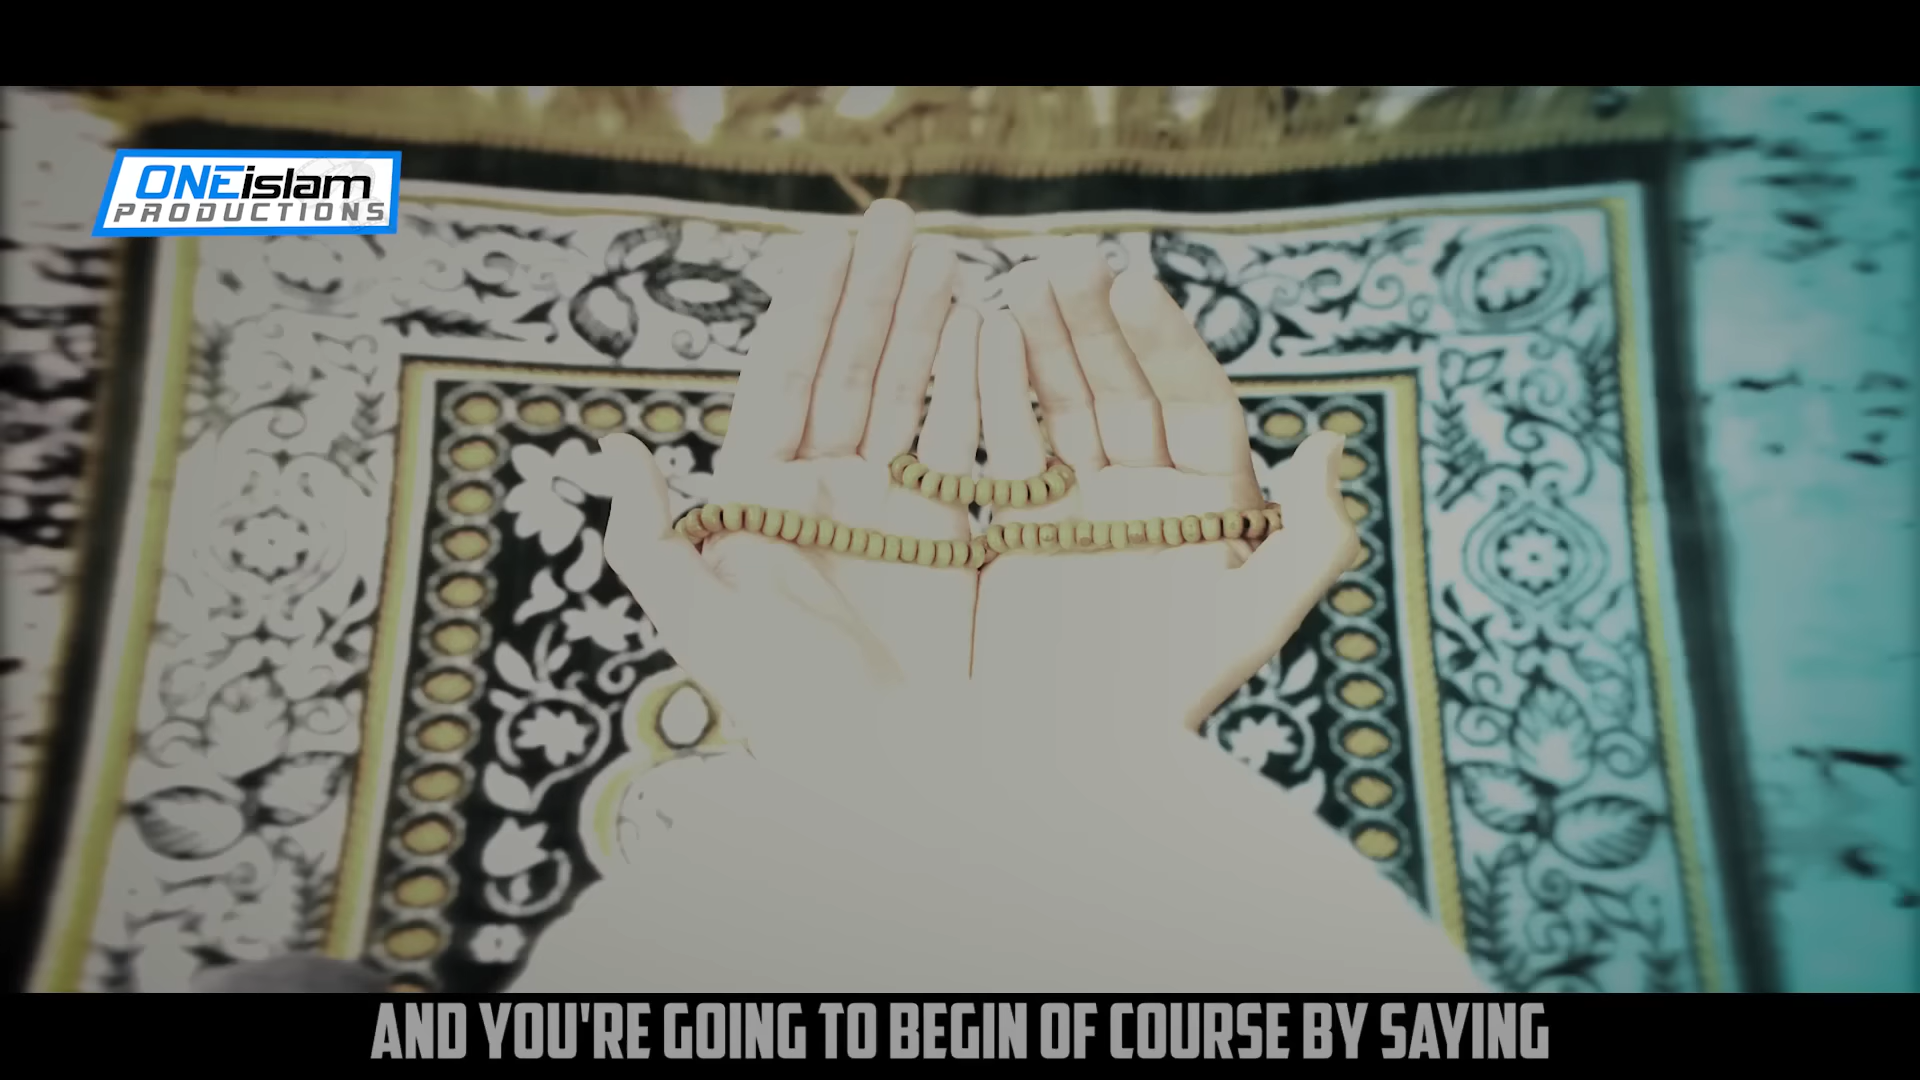 ONEislam
PRODUCTIONS
AND YOU'RE GOING TO BEGIN OF COURSE BY SAYING